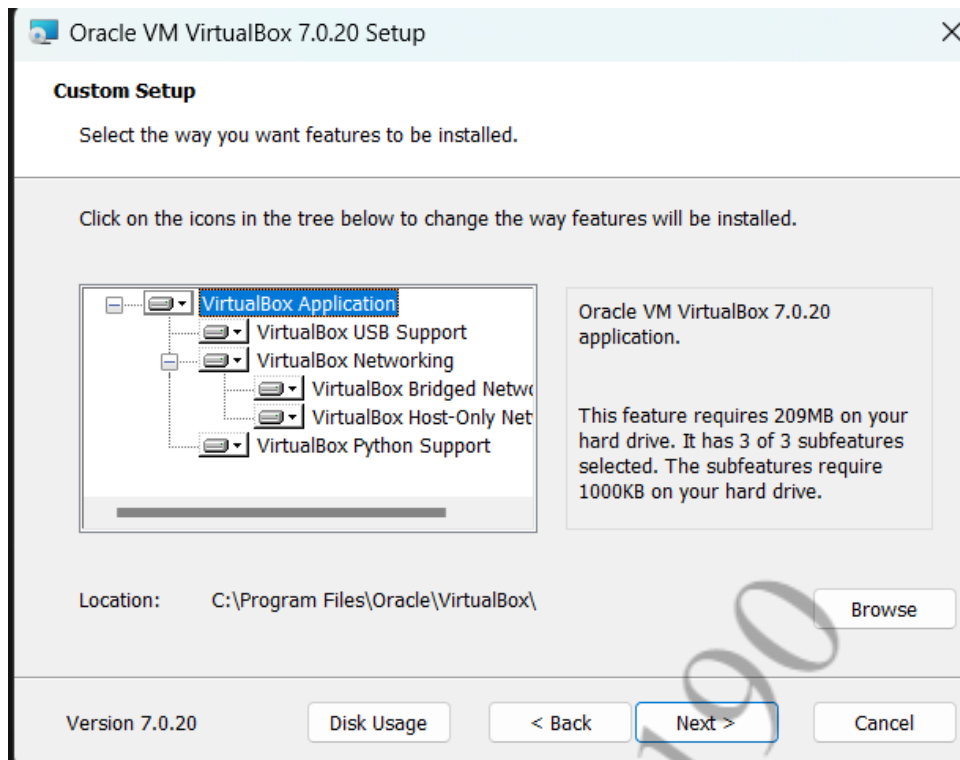 Oracle VM VirtualBox 7.0.20 Setup
Custom Setup
Select the way you want features to be installed.
Click on the icons in the tree below to change the way features will be installed.
VirtualBox Application
VirtualBox USB Support
VirtualBox Networking
VirtualBox Bridged Netwo
VirtualBox Host-Only Net
VirtualBox Python Support
Oracle VM VirtualBox 7.0.20
application.
This feature requires 209MB on your
hard drive. It has 3 of 3 subfeatures
selected. The subfeatures require
1000KB on your hard drive.
Location: C:\Program Files\Oracle\VirtualBox\
Browse
Version 7.0.20
Disk Usage
< Back
Next >
Cancel
190